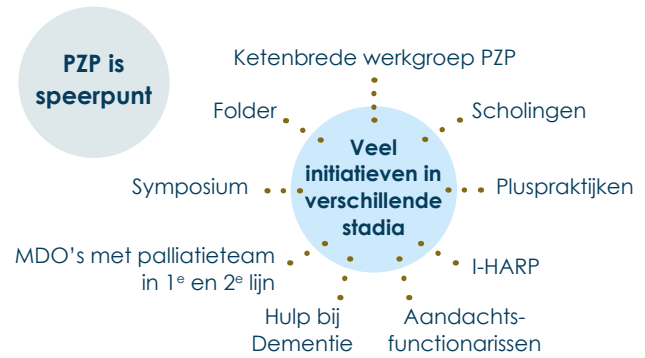 PZP is
speerpunt
Ketenbrede werkgroep PZP
Folder
Scholingen
Veel
initiatieven in
verschillende
stadia
Symposium
Pluspraktijken
MDO's met palliatieteam
in 1e en 2e lijn
I-HARP
Hulp bij
Dementie
Aandachts-
functionarissen